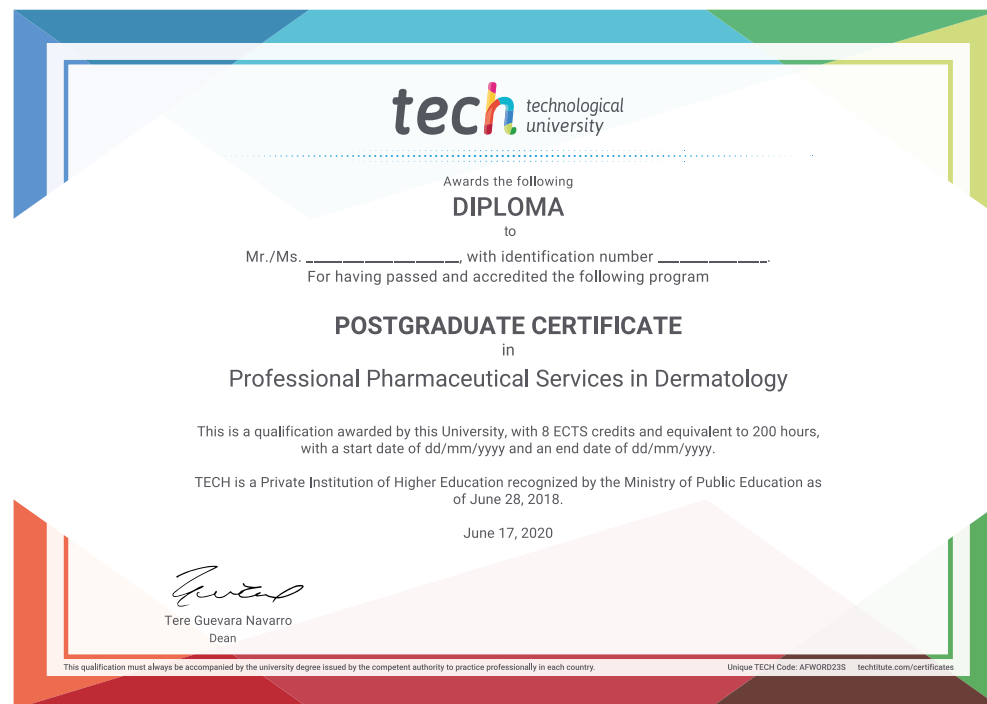 tech technological
university
Awards the following
DIPLOMA
to
Mr./Ms. ____________________, with identification number ______________.
For having passed and accredited the following program
POSTGRADUATE CERTIFICATE
in
Professional Pharmaceutical Services in Dermatology
This is a qualification awarded by this University, with 8 ECTS credits and equivalent to 200 hours,
with a start date of dd/mm/yyyy and an end date of dd/mm/yyyy.
TECH is a Private Institution of Higher Education recognized by the Ministry of Public Education as
of June 28, 2018.
June 17, 2020
Tere Guevara Navarro
Dean
This qualification must always be accompanied by the university degree issued by the competent authority to practice professionally in each country.
Unique TECH Code: AFWORD23S techtitute.com/certificates